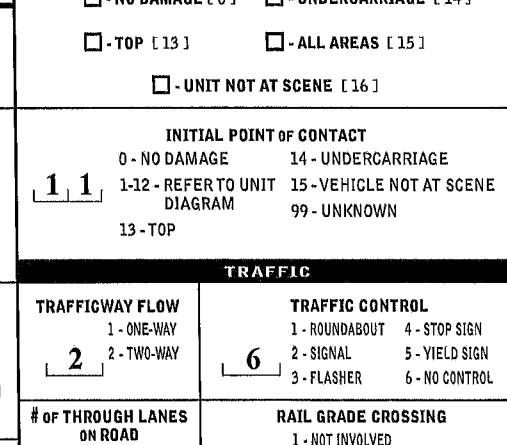 - NO DAMAGE [ 0 ] - UNDERCARRIAGE [ 14 ]
- TOP [ 13 ] - ALL AREAS [ 15 ]
- UNIT NOT AT SCENE [ 16 ]
INITIAL POINT OF CONTACT
0 - NO DAMAGE 14 - UNDERCARRIAGE
1 1 1-12 - REFER TO UNIT 15 - VEHICLE NOT AT SCENE
DIAGRAM 99 - UNKNOWN
13 - TOP
TRAFFIC
TRAFFICWAY FLOW
1 - ONE-WAY
2 2 - TWO-WAY
TRAFFIC CONTROL
1 - ROUNDABOUT 4 - STOP SIGN
6 2 - SIGNAL 5 - YIELD SIGN
3 - FLASHER 6 - NO CONTROL
# OF THROUGH LANES
ON ROAD
RAIL GRADE CROSSING
1 - NOT INVOLVED